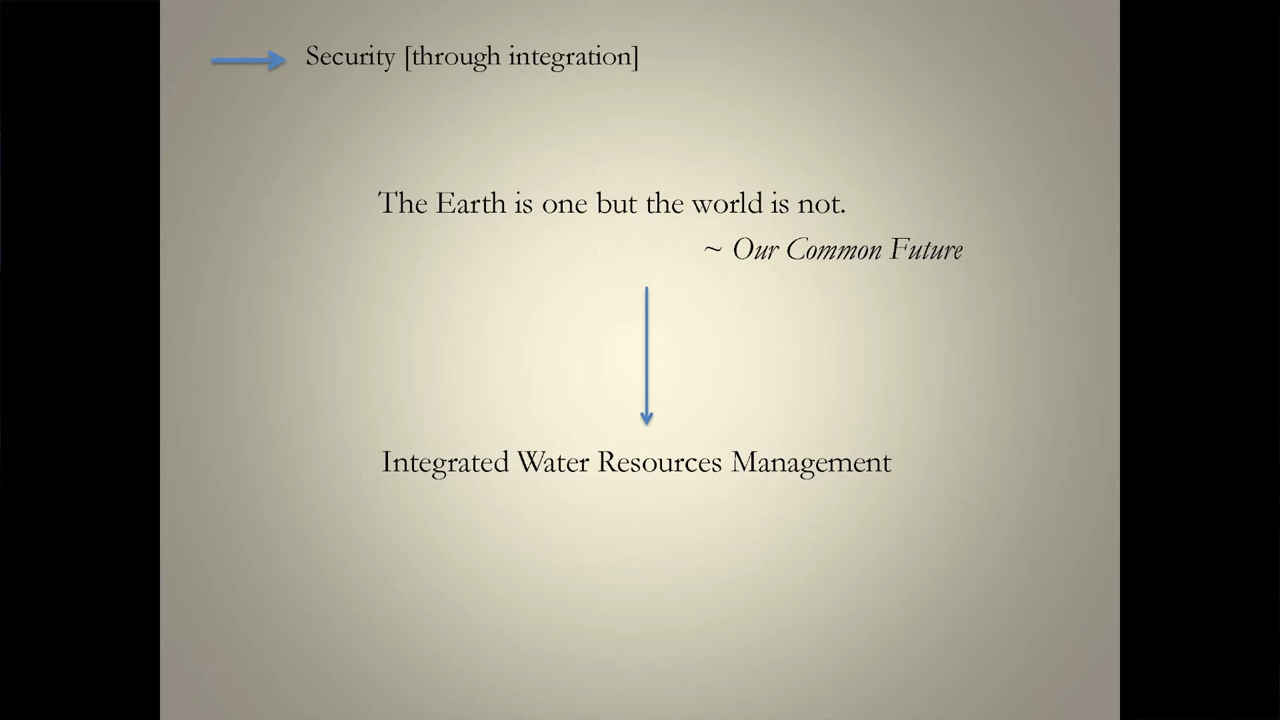 Security [through integration]
The Earth is one but the world is not.
~ Our Common Future
Integrated Water Resources Management